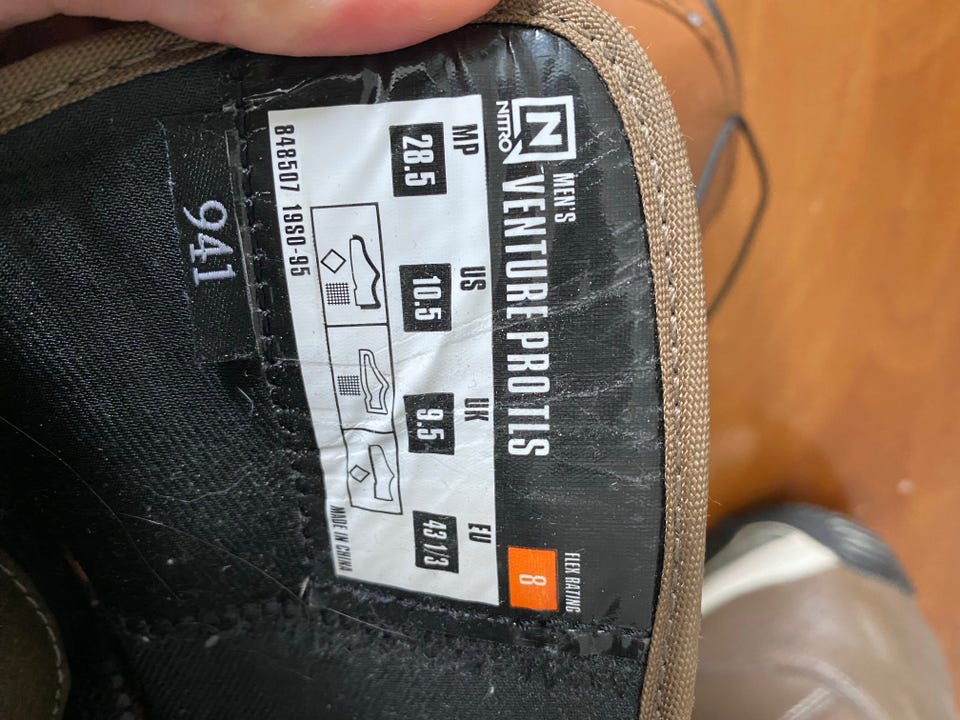 N
NITRO
MEN'S
VENTURE PRO TLS
FLEX RATING
8
MP US UK EU
28.5 10.5 9.5 43 1/3
848507 19SO-95
MADE IN CHINA
941